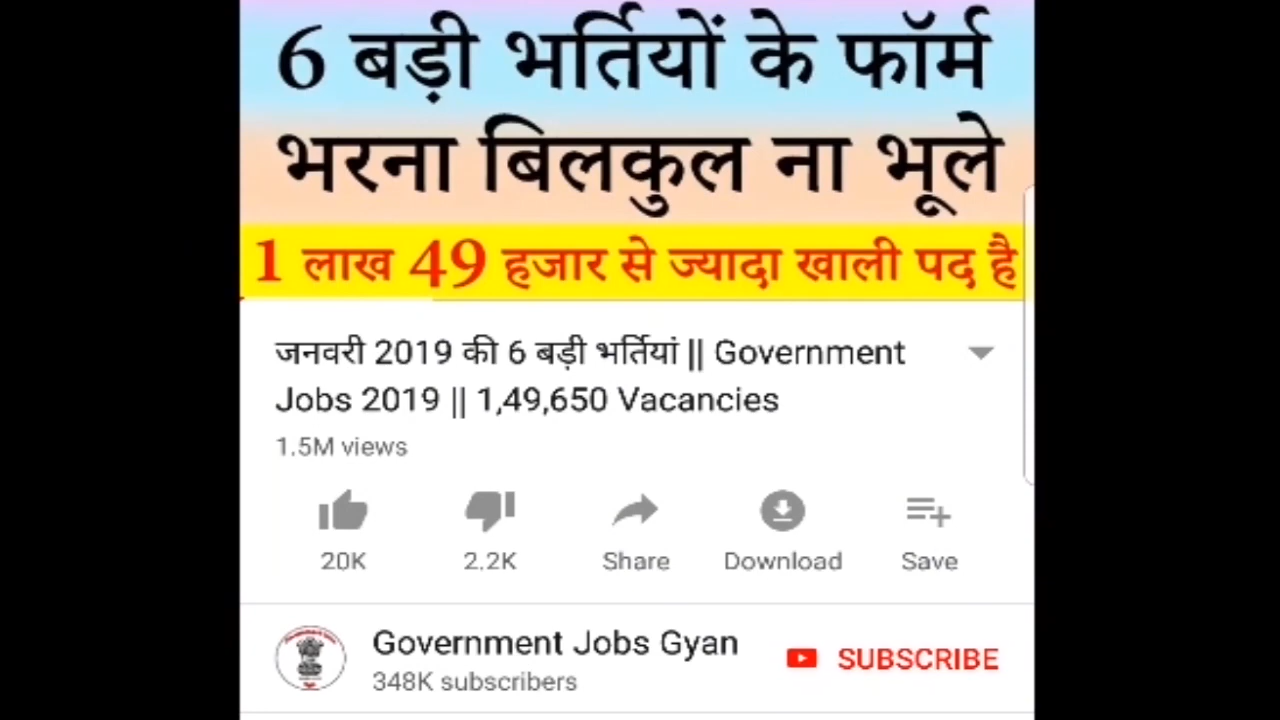 6 बड़ी भर्तियों के फॉर्म
भरना बिलकुल ना भूले
1 लाख 49 हजार से ज्यादा खाली पद है
जनवरी 2019 की 6 बड़ी भर्तियां || Government
Jobs 2019 || 1,49,650 Vacancies
1.5M views
20K 2.2K Share Download Save
Government Jobs Gyan
348K subscribers
SUBSCRIBE